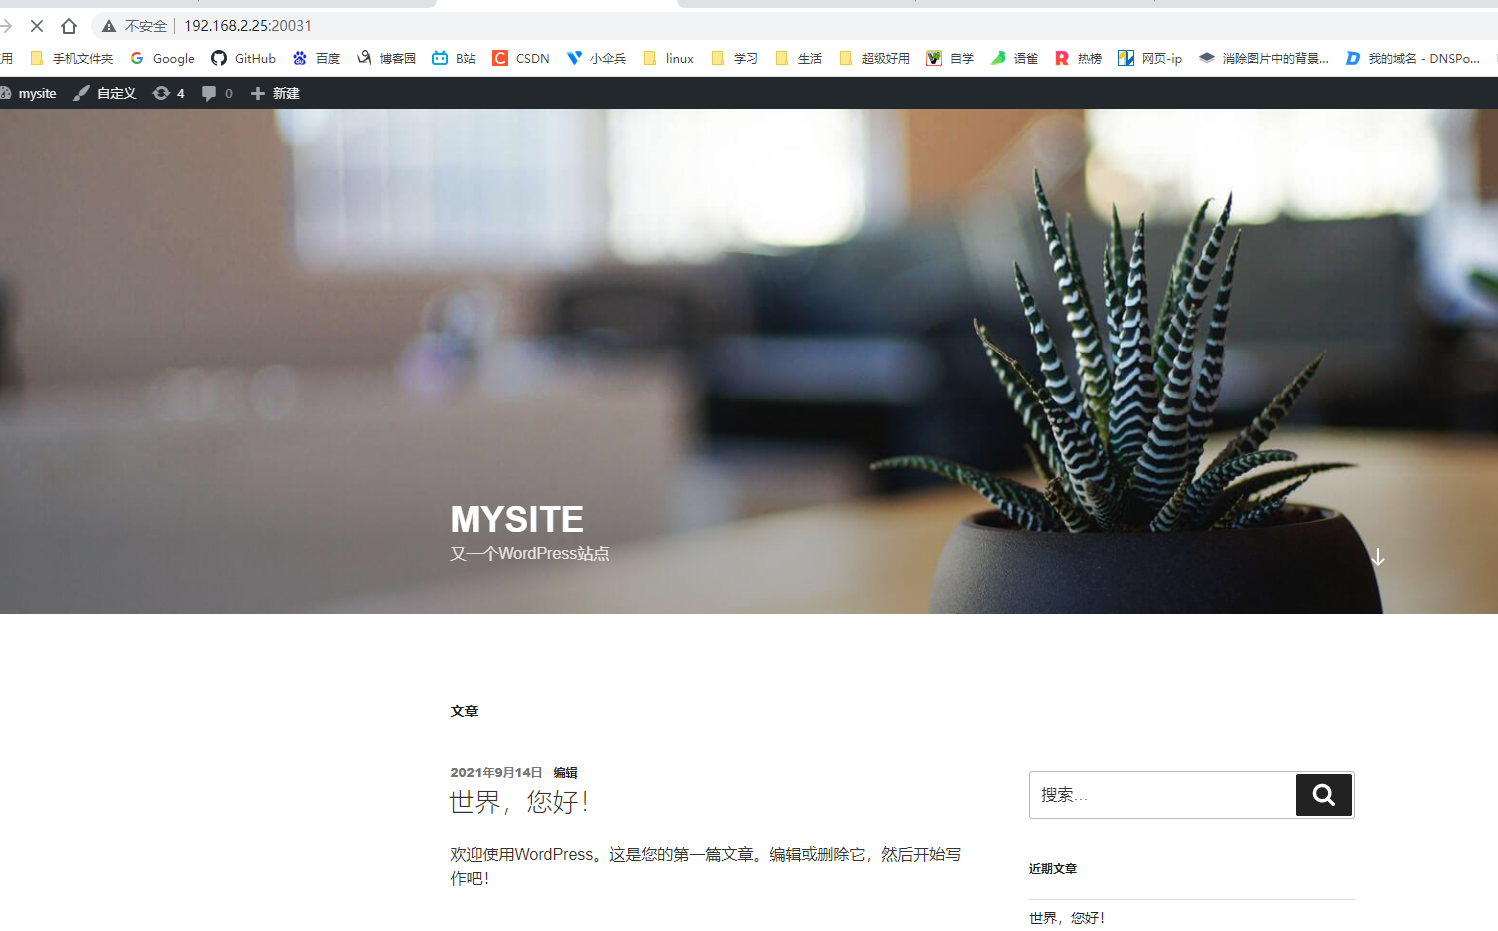 不安全 192.168.2.25:20031
用 手机文件夹 Google GitHub 百度 博客园 B站 CSDN 小伞兵 linux 学习 生活 超级好用 自学 语雀 热榜 网页-ip 消除图片中的背景... 我的域名 - DNSPo...
mysite 自定义 4 0 新建
MYSITE
又一个WordPress站点
文章
2021年9月14日 编辑
世界，您好！
欢迎使用WordPress。这是您的第一篇文章。编辑或删除它，然后开始写
作吧！
搜索…
近期文章
世界，您好！